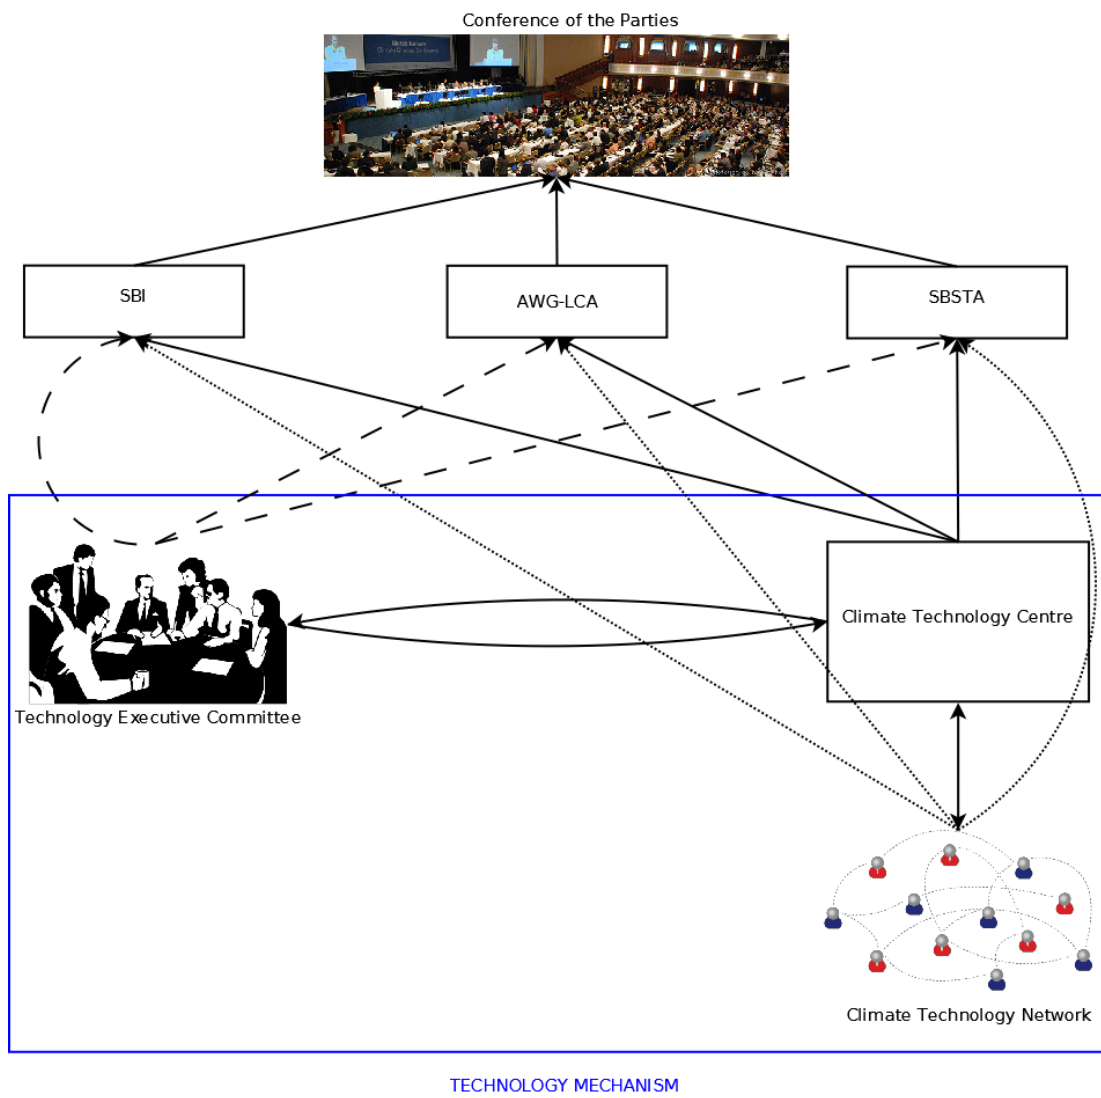 Conference of the Parties
SBI
AWG-LCA
SBSTA
Climate Technology Centre
Technology Executive Committee
Climate Technology Network
TECHNOLOGY MECHANISM